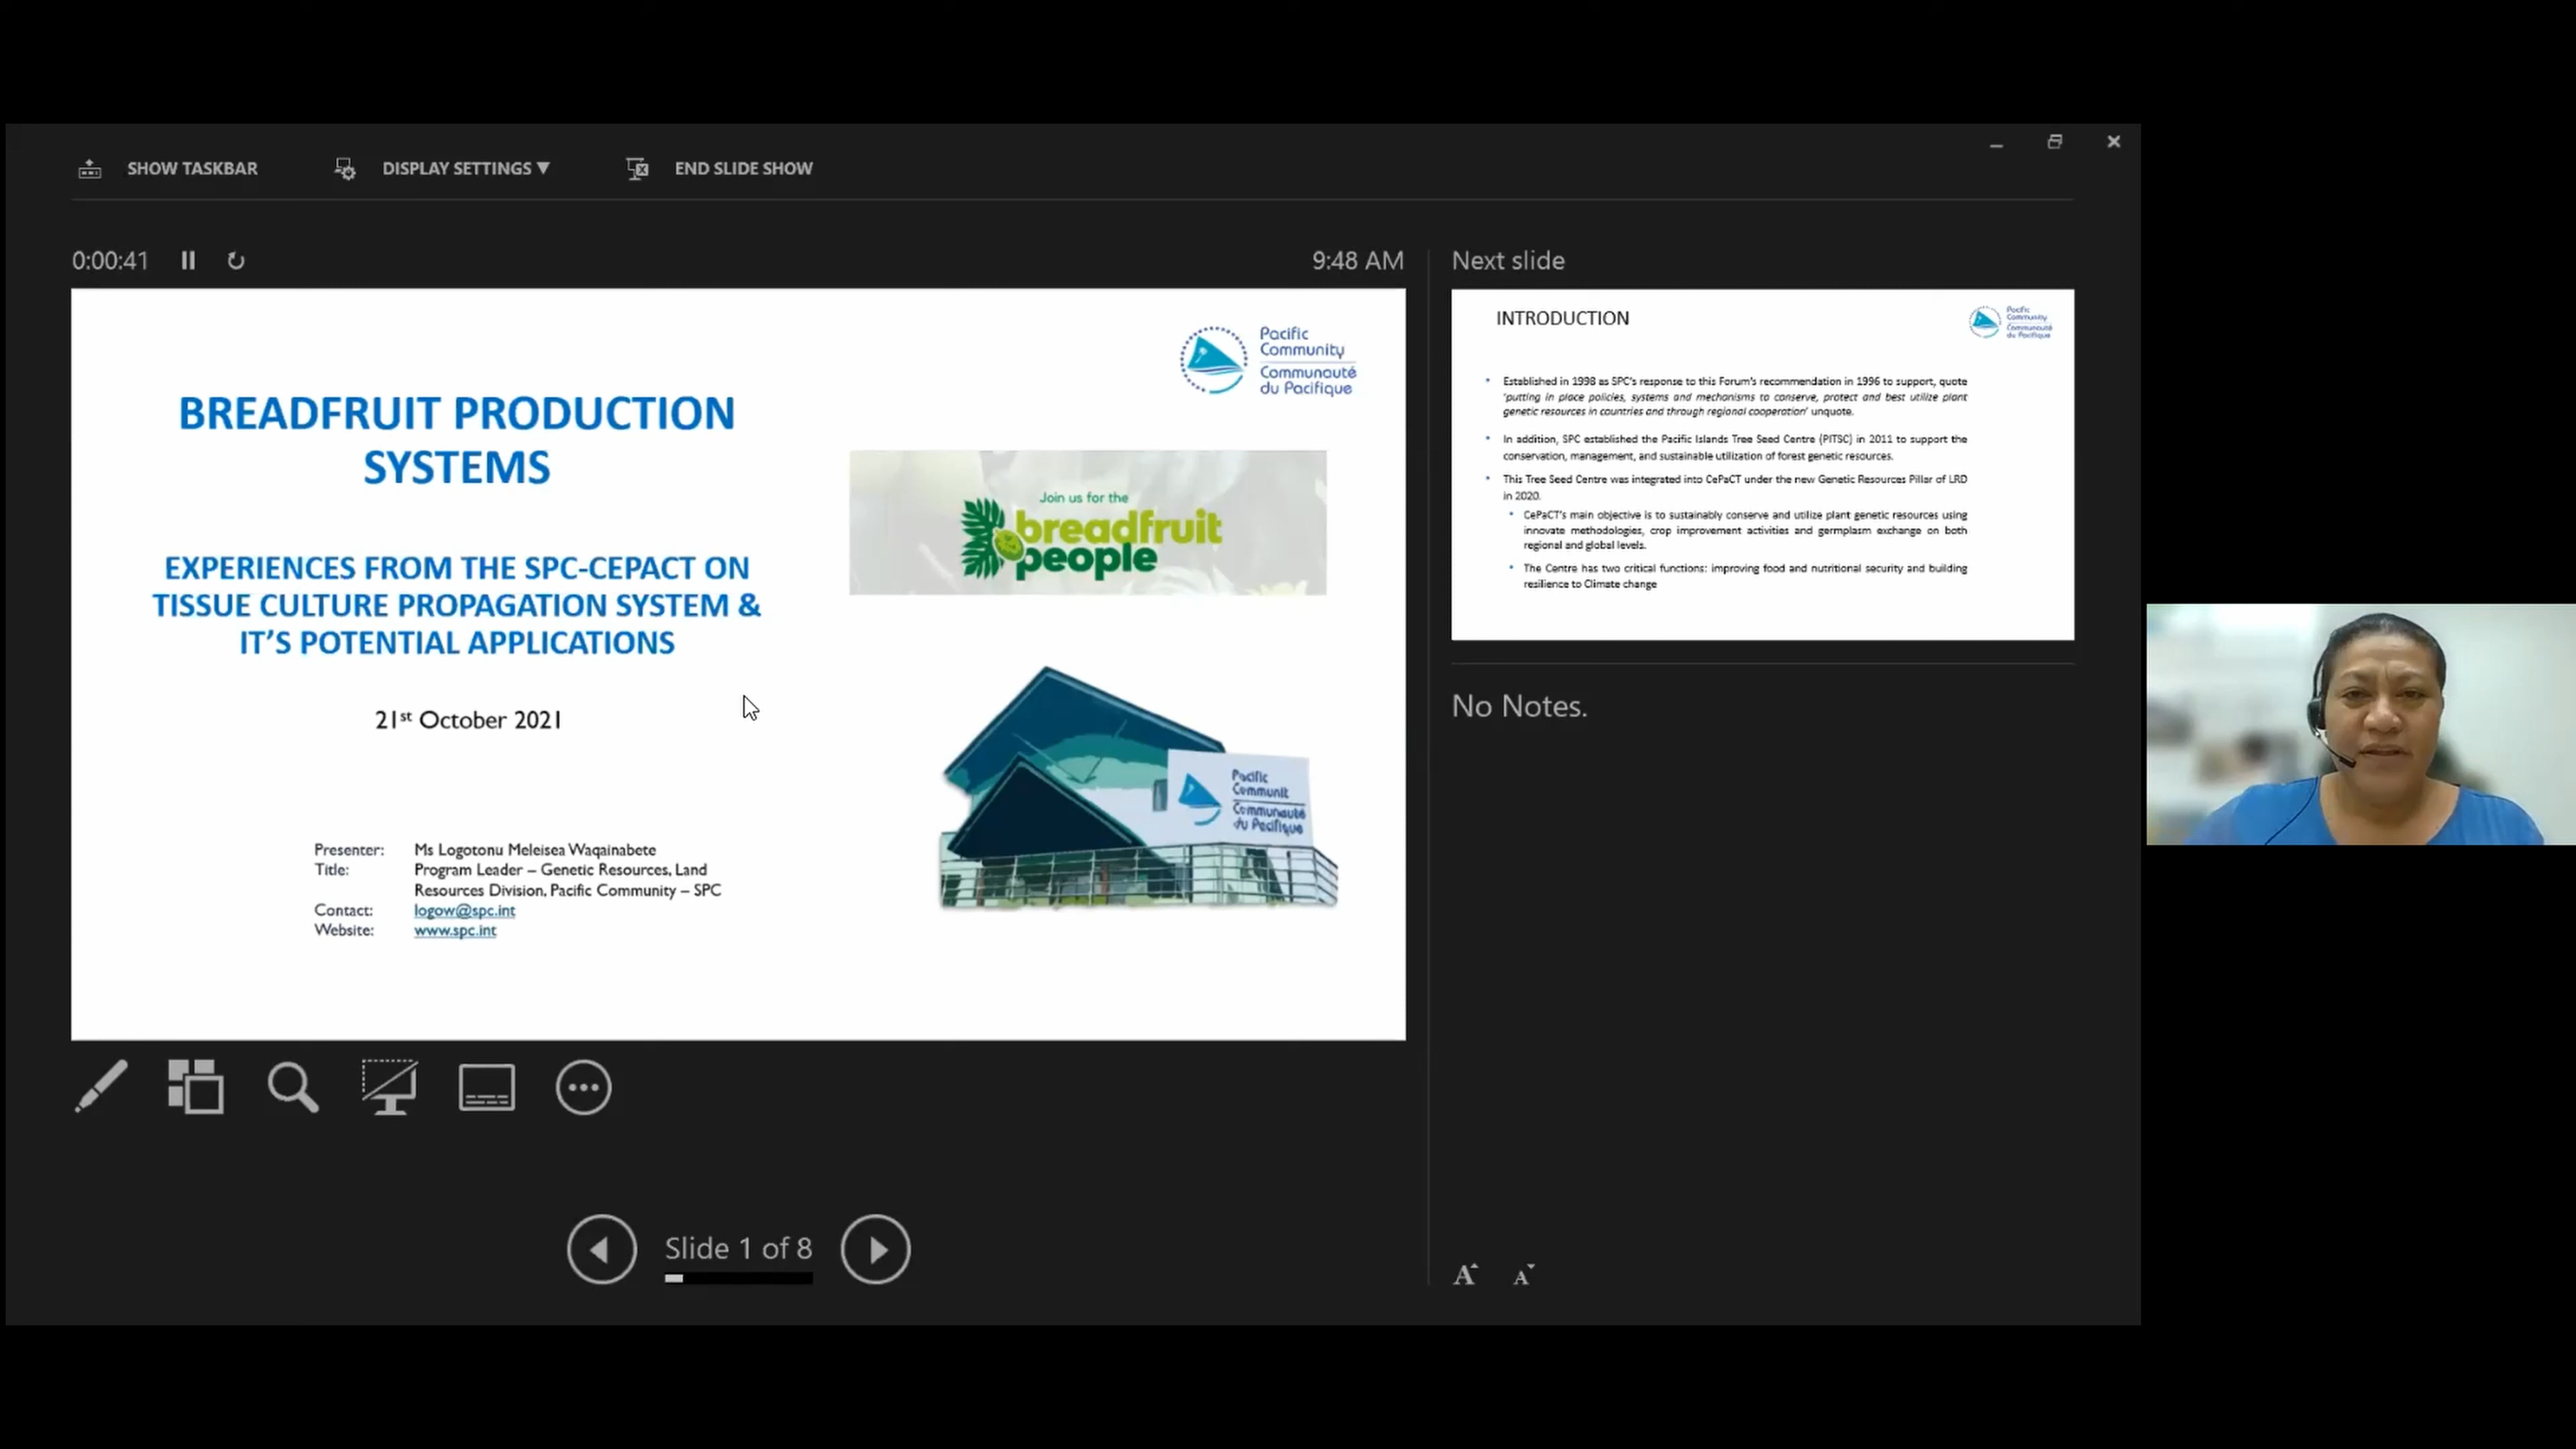 SHOW TASKBAR
DISPLAY SETTINGS ▼
END SLIDE SHOW
0:00:41
9:48 AM
Pacific
Community
Communauté
du Pacifique
BREADFRUIT PRODUCTION
SYSTEMS
EXPERIENCES FROM THE SPC-CEPACT ON
TISSUE CULTURE PROPAGATION SYSTEM &
IT'S POTENTIAL APPLICATIONS
21st October 2021
Join us for the
breadfruit
people
Pacific
Communit
Communauté
du Pacifique
Presenter: Ms Logotonu Meleisea Waqainabete
Title: Program Leader – Genetic Resources, Land
Resources Division, Pacific Community – SPC
Contact: logow@spc.int
Website: www.spc.int
Slide 1 of 8
Next slide
INTRODUCTION
Pacific
Community
Communauté
du Pacifique
• Established in 1998 as SPC's response to this Forum's recommendation in 1996 to support, quote
'putting in place policies, systems and mechanisms to conserve, protect and best utilize plant
genetic resources in countries and through regional cooperation' unquote.
• In addition, SPC established the Pacific Islands Tree Seed Centre (PITSC) in 2011 to support the
conservation, management, and sustainable utilization of forest genetic resources.
• This Tree Seed Centre was integrated into CePaCT under the new Genetic Resources Pillar of LRD
in 2020.
• CePaCT's main objective is to sustainably conserve and utilize plant genetic resources using
innovate methodologies, crop improvement activities and germplasm exchange on both
regional and global levels.
• The Centre has two critical functions: improving food and nutritional security and building
resilience to Climate change
No Notes.
A A